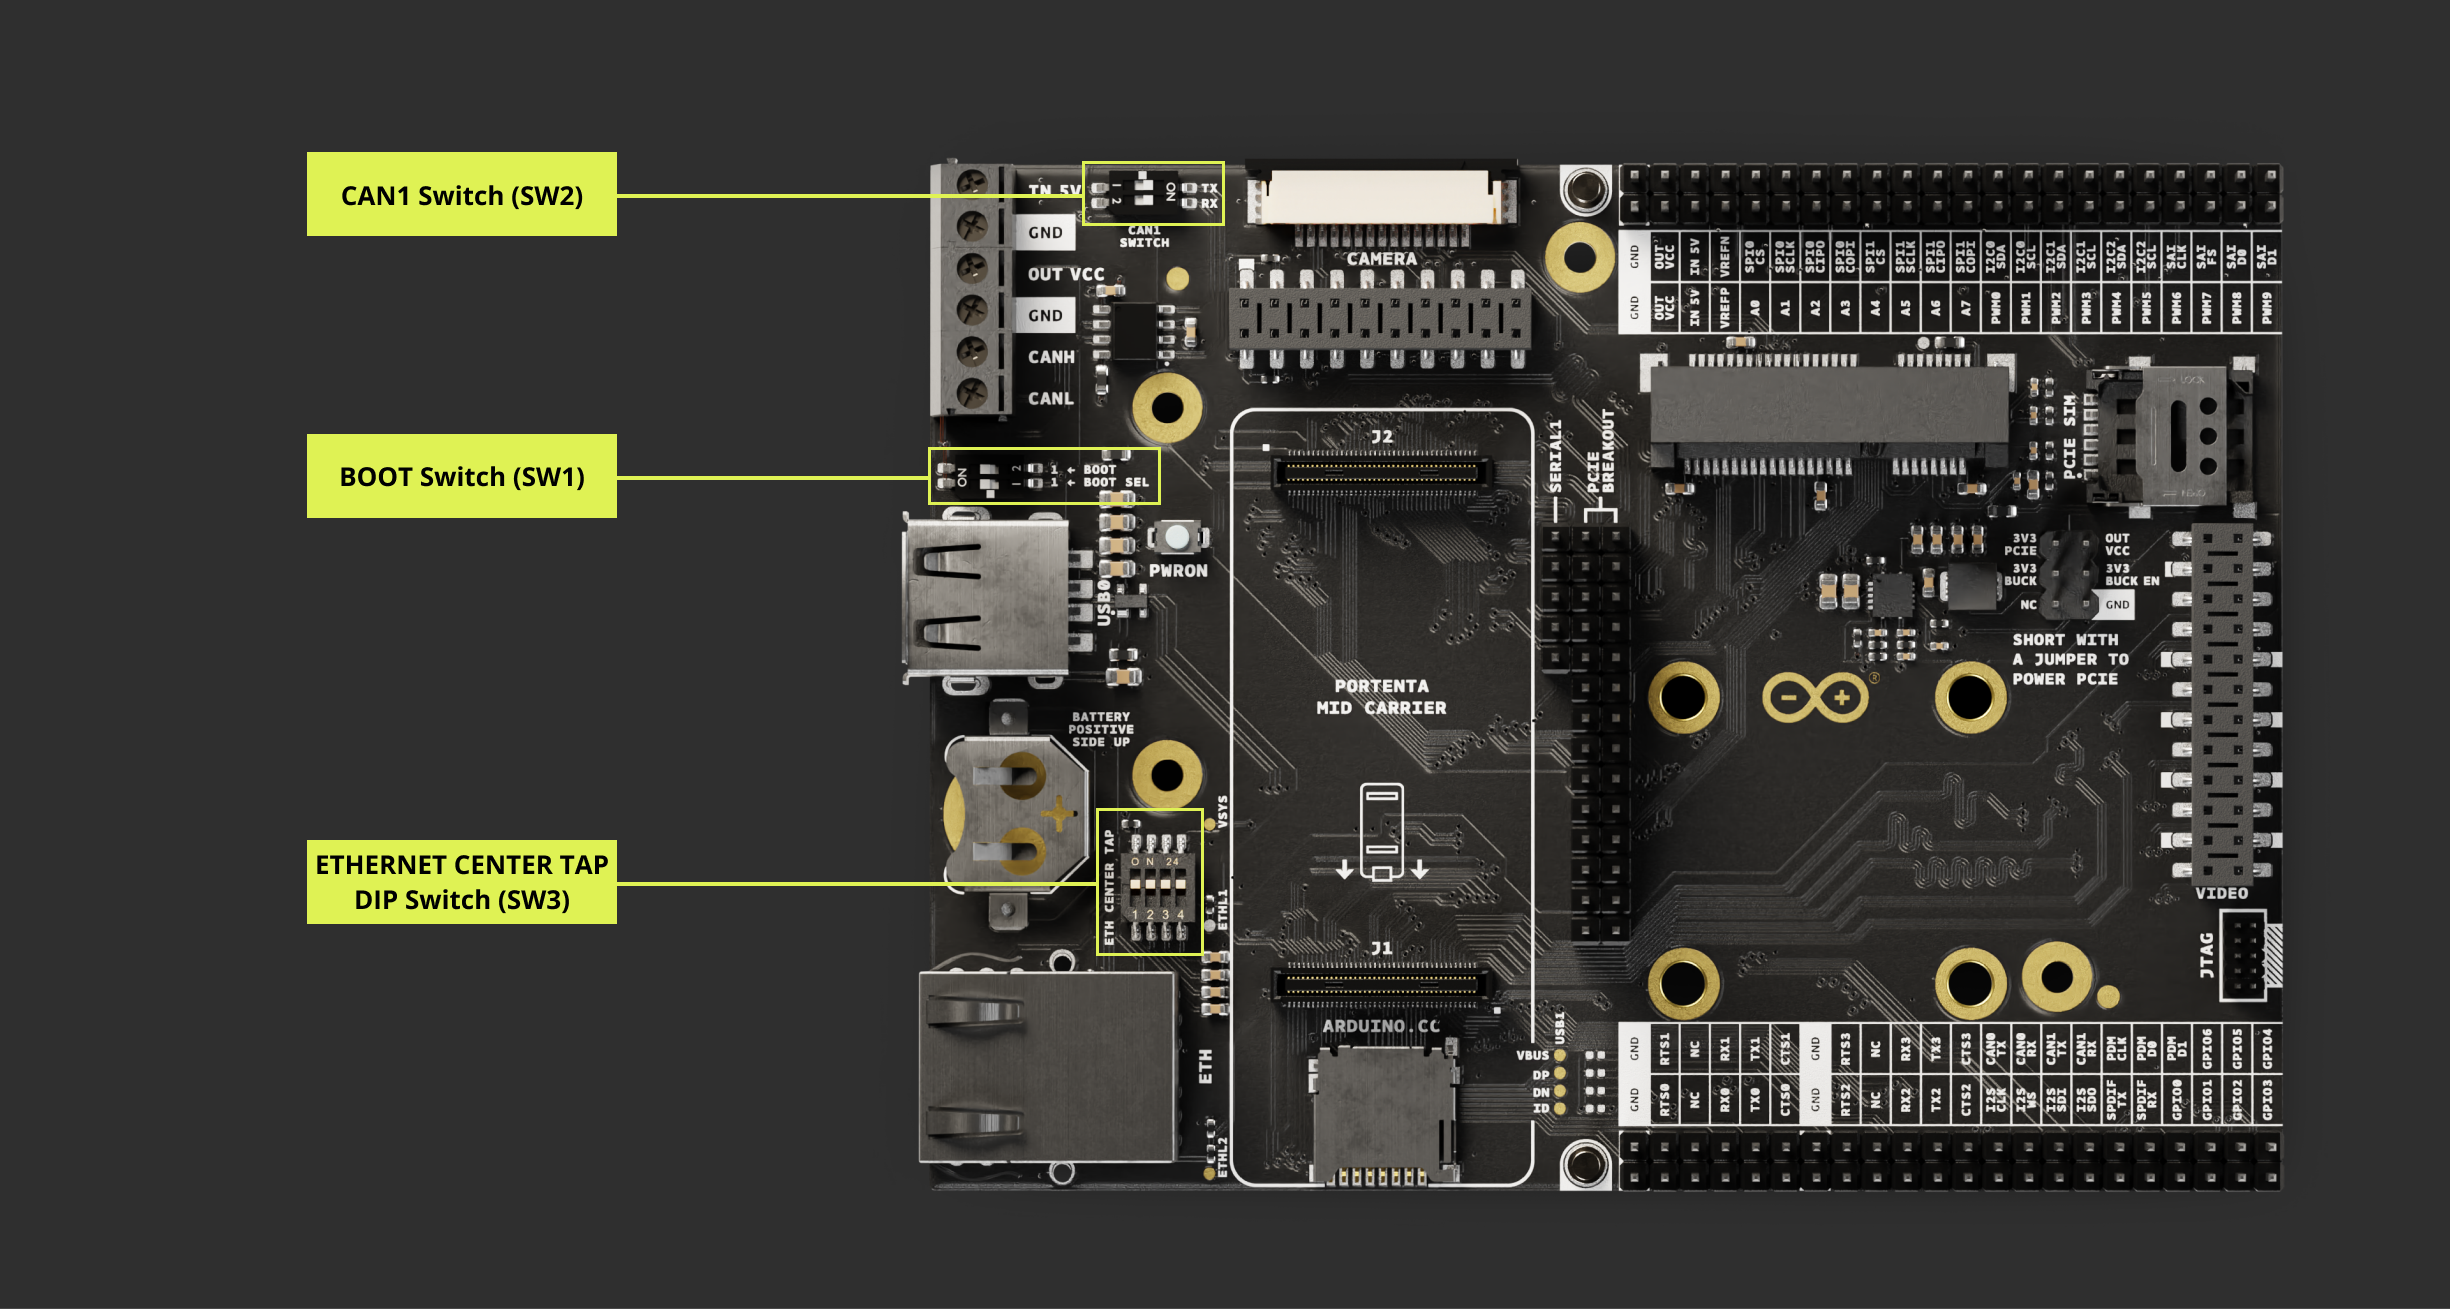 CAN1 Switch (SW2)
BOOT Switch (SW1)
ETHERNET CENTER TAP
DIP Switch (SW3)
IN 5V
GND
OUT VCC
GND
CANH
CANL
1
2
ON
TX
RX
CAN1
SWITCH
CAMERA
ON
2
1
1 ← BOOT
1 ← BOOT SEL
PWRON
USB0
BATTERY
POSITIVE
SIDE UP
+
ETH CENTER TAP
ON 24
1 2 3 4
VSYS
ETHL1
ETH
ETHL2
J2
PORTENTA
MID CARRIER
J1
ARDUINO.CC
SERIAL1
PCIE
BREAKOUT
VBUS
DP
DN
ID
USB1
GND
OUT VCC
IN 5V
VREFN
SPI0 CS
SPI0 SCLK
SPI0 CIPO
SPI0 COPI
SPI1 CS
SPI1 SCLK
SPI1 CIPO
SPI1 COPI
I2C0 SDA
I2C0 SCL
I2C1 SDA
I2C1 SCL
I2C2 SDA
I2C2 SCL
SAI CLK
SAI FS
SAI D0
SAI D1
GND
OUT VCC
IN 5V
VREFP
A0
A1
A2
A3
A4
A5
A6
A7
PWM0
PWM1
PWM2
PWM3
PWM4
PWM5
PWM6
PWM7
PWM8
PWM9
PCIE SIM
3V3 PCIE
OUT VCC
3V3 BUCK
3V3 BUCK EN
NC
GND
SHORT WITH
A JUMPER TO
POWER PCIE
®
VIDEO
JTAG
GND
RTS1
NC
RX1
TX1
CTS1
GND
RTS3
NC
RX3
TX3
CTS3
CAN0 TX
CAN0 RX
CAN1 TX
CAN1 RX
PDM CLK
PDM D0
PDM D1
GPIO6
GPIO5
GPIO4
GND
RTS0
NC
RX0
TX0
CTS0
GND
RTS2
NC
RX2
TX2
CTS2
I2S CLK
I2S WS
I2S SDI
I2S SDO
SPDIF TX
SPDIF RX
GPIO0
GPIO1
GPIO2
GPIO3